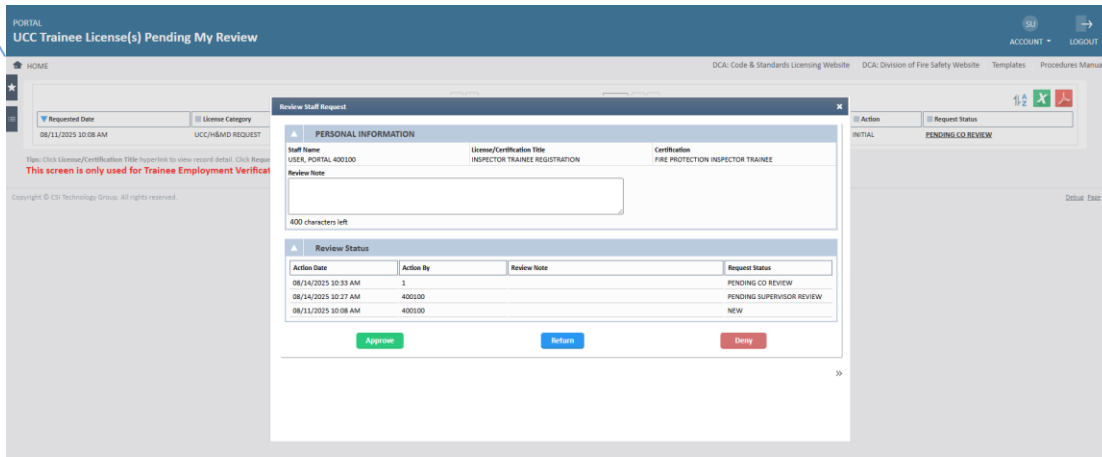 PORTAL
UCC Trainee License(s) Pending My Review
SU
ACCOUNT
LOGOUT
HOME
DCA: Code & Standards Licensing Website DCA: Division of Fire Safety Website Templates Procedures Manua
Review Staff Request
Requested Date License Category Action Request Status
08/11/2025 10:08 AM UCC/H&MD REQUEST INITIAL PENDING CO REVIEW
Tips: Click License/Certification Title hyperlink to view record detail. Click Reque
This screen is only used for Trainee Employment Verificat
Copyright © CSI Technology Group. All rights reserved.
Debug Page
PERSONAL INFORMATION
Staff Name License/Certification Title Certification
USER, PORTAL 400100 INSPECTOR TRAINEE REGISTRATION FIRE PROTECTION INSPECTOR TRAINEE
Review Note
400 characters left
Review Status
Action Date Action By Review Note Request Status
08/14/2025 10:33 AM 1 PENDING CO REVIEW
08/14/2025 10:27 AM 400100 PENDING SUPERVISOR REVIEW
08/11/2025 10:08 AM 400100 NEW
Approve Return Deny